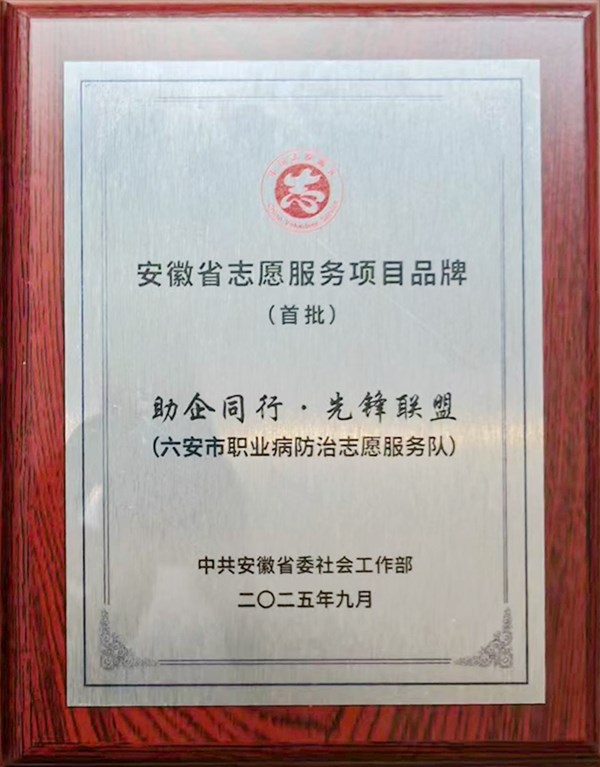 志
安徽省志愿服务项目品牌
（首批）
助企同行·先锋联盟
(六安市职业病防治志愿服务队)
中共安徽省委社会工作部
二〇二五年九月